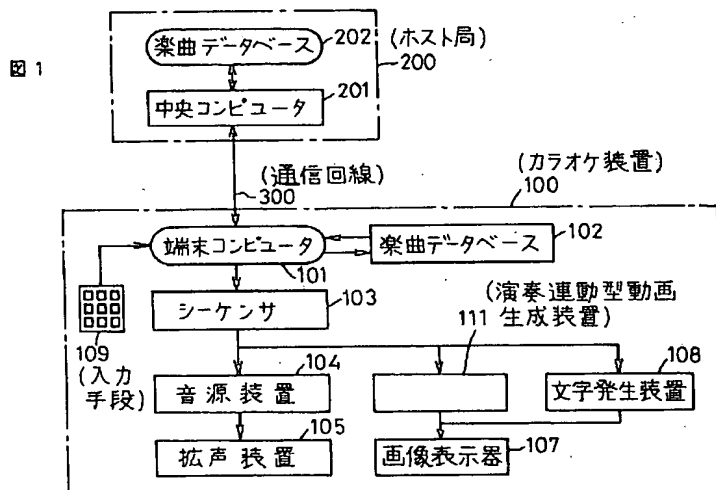 図1
楽曲データベース
202
(ホスト局)
200
201
中央コンピュータ
(通信回線)
300
(カラオケ装置)
100
端末コンピュータ
101
楽曲データベース
102
シーケンサ
103
109
(入力
手段)
(演奏連動型動画
生成装置)
111
104
音源装置
108
文字発生装置
105
拡声装置
画像表示器
107